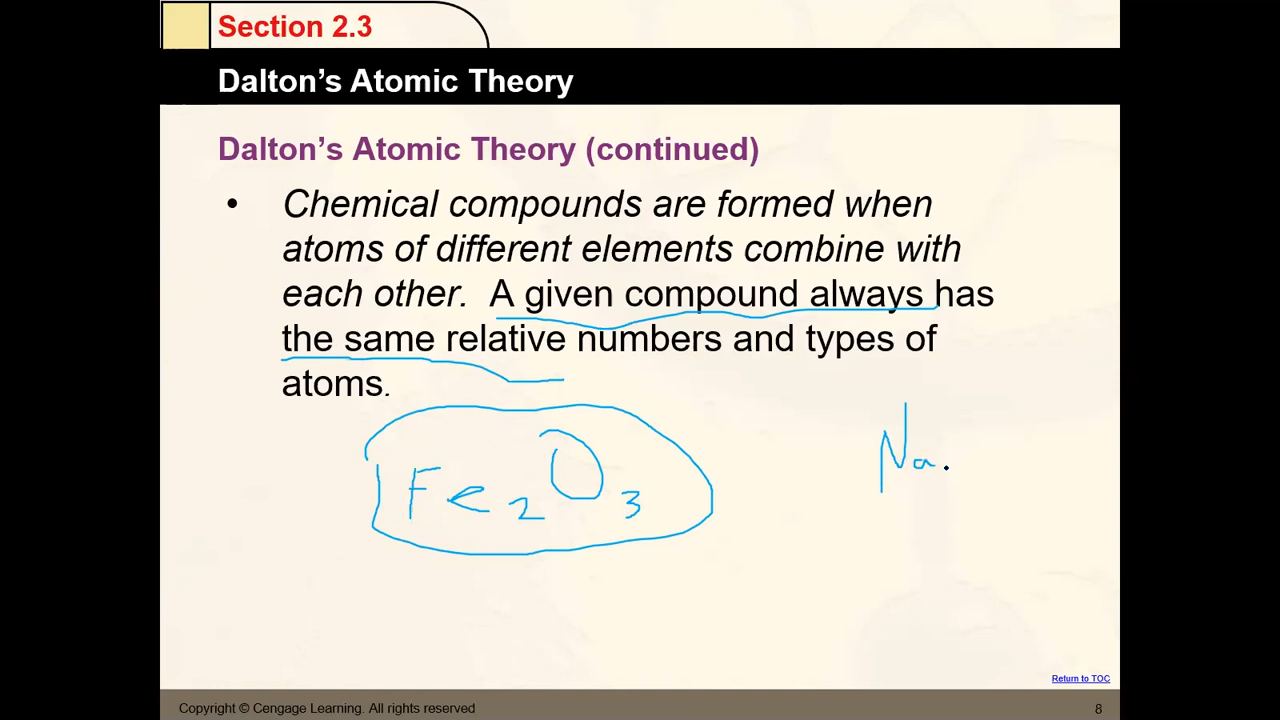 Section 2.3
Dalton's Atomic Theory
Dalton's Atomic Theory (continued)
• Chemical compounds are formed when
atoms of different elements combine with
each other. A given compound always has
the same relative numbers and types of
atoms.
Fe₂O₃
Na
Return to TOC
Copyright © Cengage Learning. All rights reserved
8